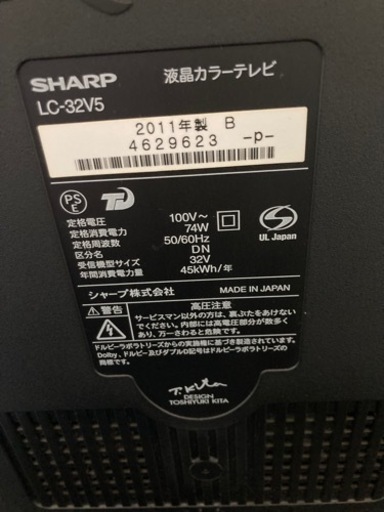 SHARP 液晶カラーテレビ
LC-32V5
2011年製 B
4629623 -P-
PSE
定格電圧 100V～
定格消費電力 74W
定格周波数 50/60Hz
区分名 DN
受信機型サイズ 32V
年間消費電力量 45kWh/年
UL Japan
シャープ株式会社 MADE IN JAPAN
⚠警告 高圧注意
サービスマン以外の方は、裏ぶたをあけない
でください。内部には高電圧部分が数多く
あり、万一さわると危険です。
ドルビーラボラトリーズからの実施権に基づき製造されています。
Dolby、ドルビー及びダブルD記号はドルビーラボラトリーズの
商標です。
T.Kita
DESIGN
TOSHIYUKI KITA